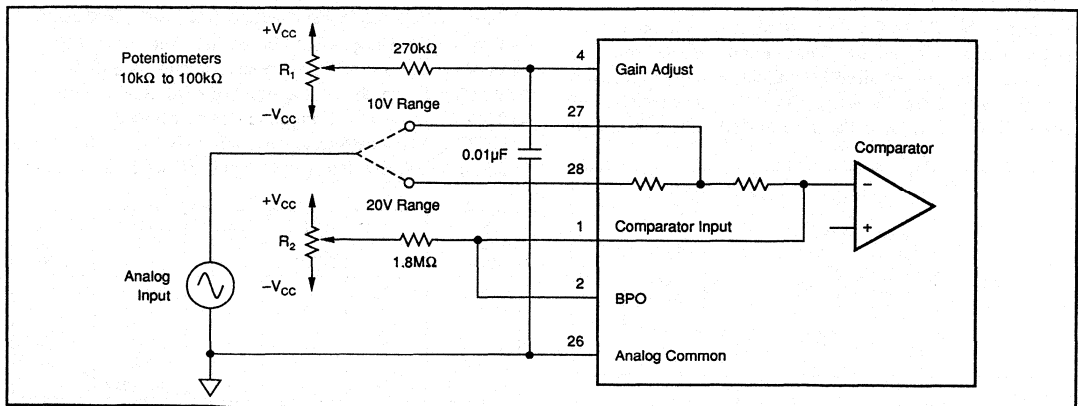 Potentiometers
10kΩ to 100kΩ
+VCC
R1
−VCC
270kΩ
4
Gain Adjust
10V Range
27
0.01μF
28
20V Range
Comparator
−
+
+VCC
R2
−VCC
1.8MΩ
1
Comparator Input
2
BPO
Analog
Input
26
Analog Common